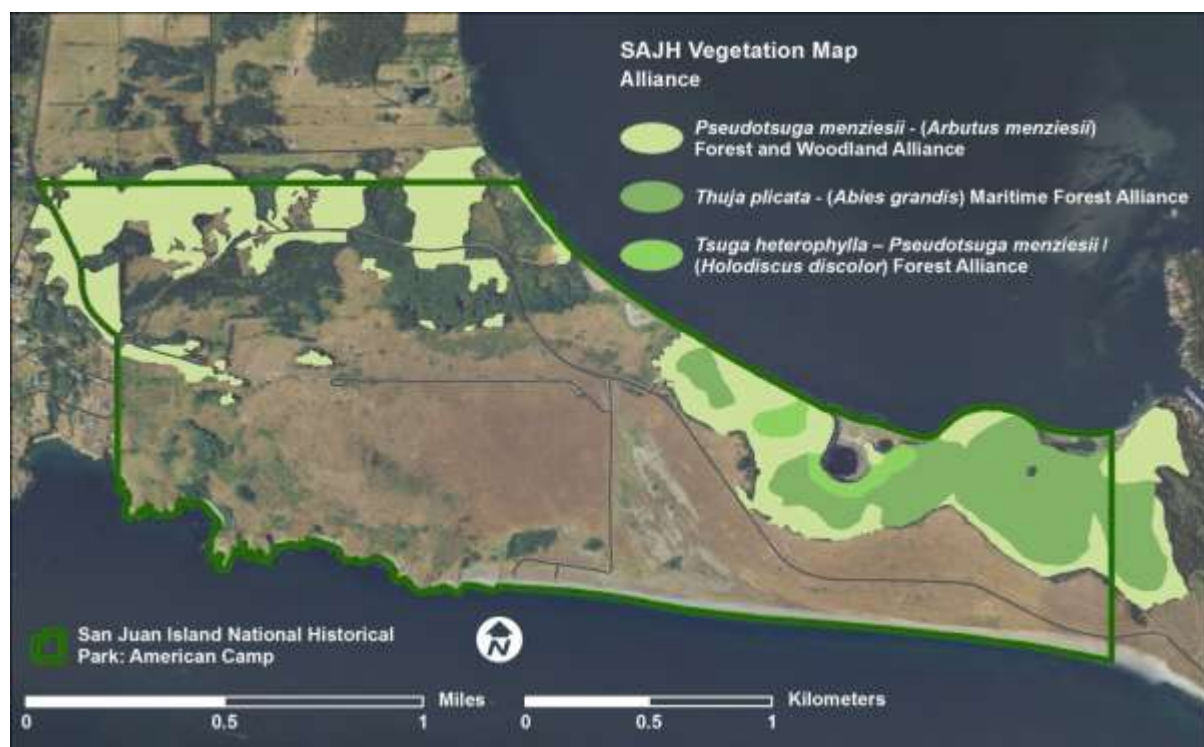 SAJH Vegetation Map
Alliance
Pseudotsuga menziesii - (Arbutus menziesii)
Forest and Woodland Alliance
Thuja plicata - (Abies grandis) Maritime Forest Alliance
Tsuga heterophylla – Pseudotsuga menziesii /
(Holodiscus discolor) Forest Alliance
San Juan Island National Historical
Park: American Camp
N
Miles
0 0.5 1
Kilometers
0 0.5 1